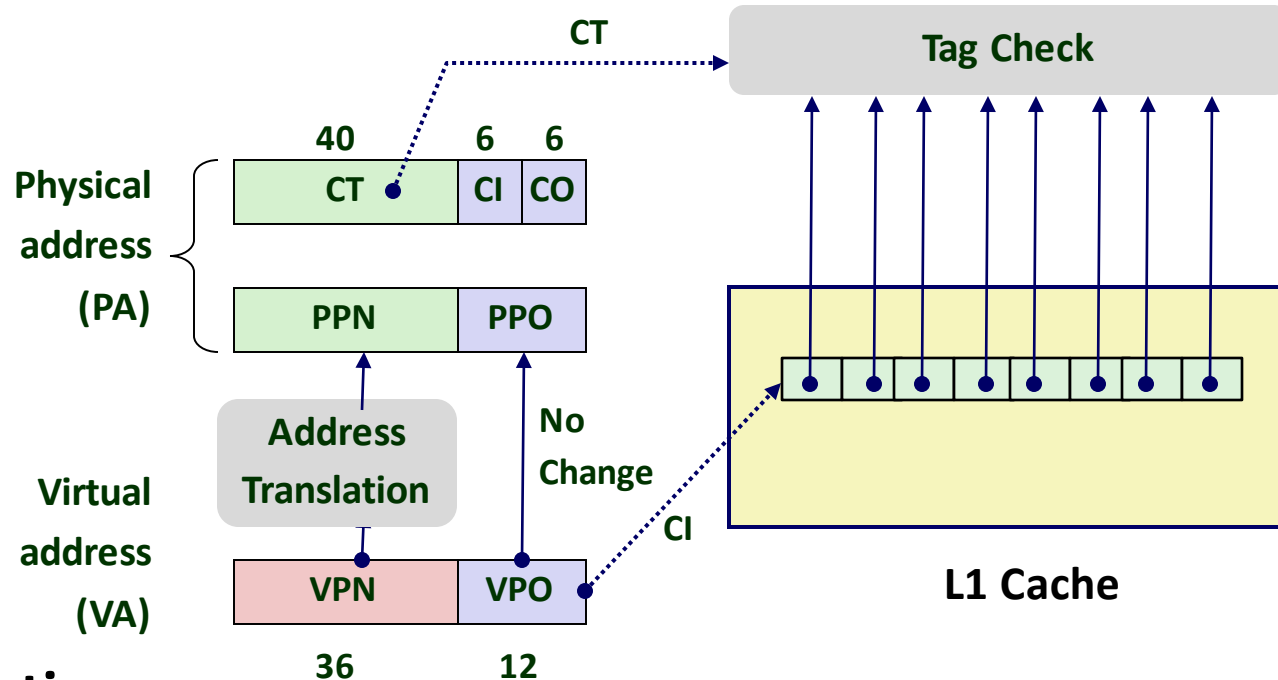 CT
Tag Check
40 6 6
CT CI CO
Physical
address
(PA)
PPN PPO
Address
Translation
No
Change
Virtual
address
(VA)
CI
VPN VPO
L1 Cache
36 12